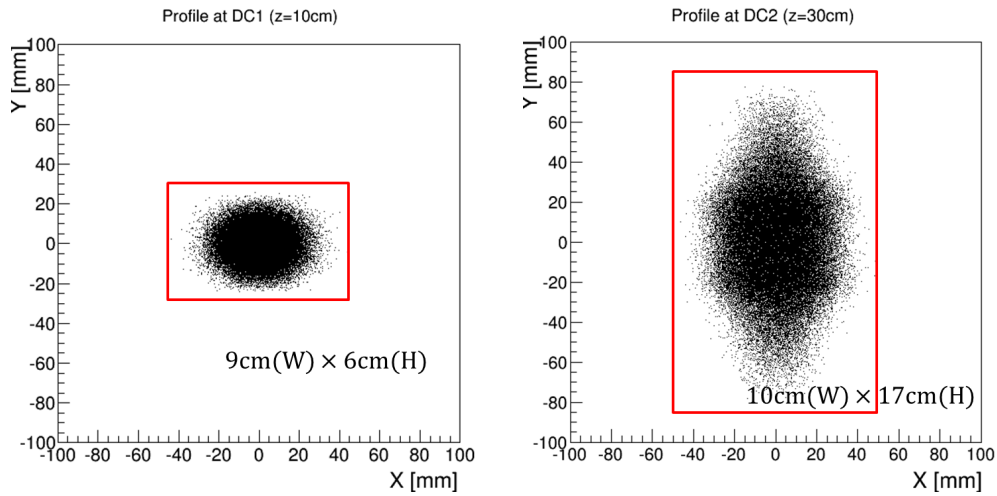 Profile at DC1 (z=10cm)
Y [mm]
100
80
60
40
20
0
-20
-40
-60
-80
-100
9cm(W) × 6cm(H)
-100 -80 -60 -40 -20 0 20 40 60 80 100
X [mm]
Profile at DC2 (z=30cm)
Y [mm]
100
80
60
40
20
0
-20
-40
-60
-80
-100
10cm(W) × 17cm(H)
-100 -80 -60 -40 -20 0 20 40 60 80 100
X [mm]